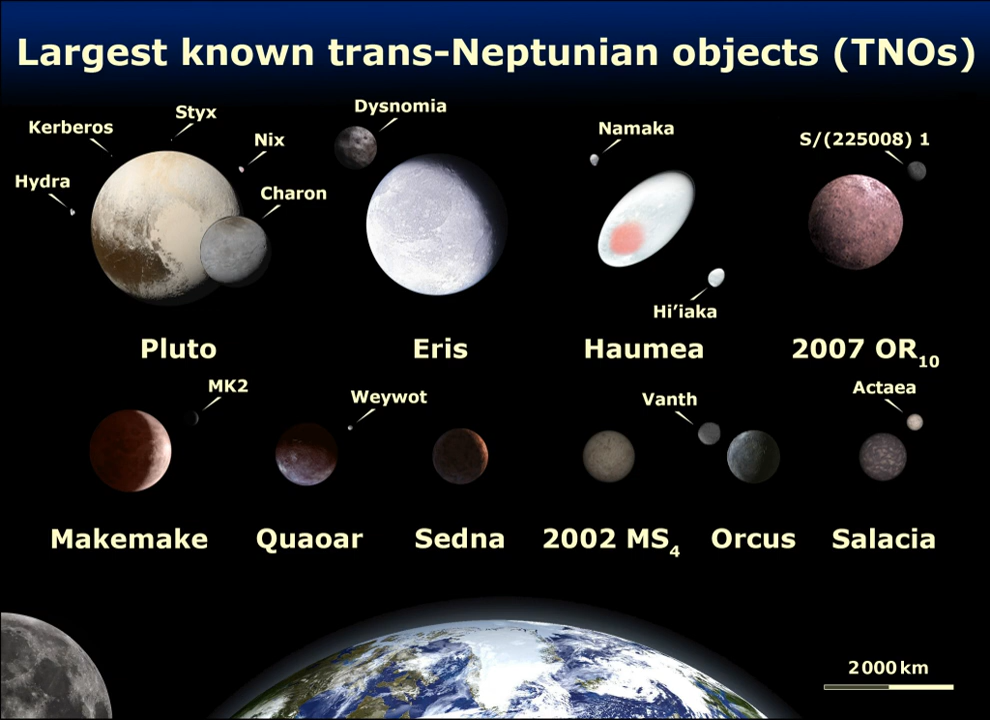 Largest known trans-Neptunian objects (TNOs)
Dysnomia
Styx
Kerberos
Nix
Namaka
S/(225008) 1
Hydra
Charon
Hi’iaka
Pluto
Eris
Haumea
2007 OR10
MK2
Weywot
Vanth
Actaea
Makemake
Quaoar
Sedna
2002 MS4
Orcus
Salacia
2000 km